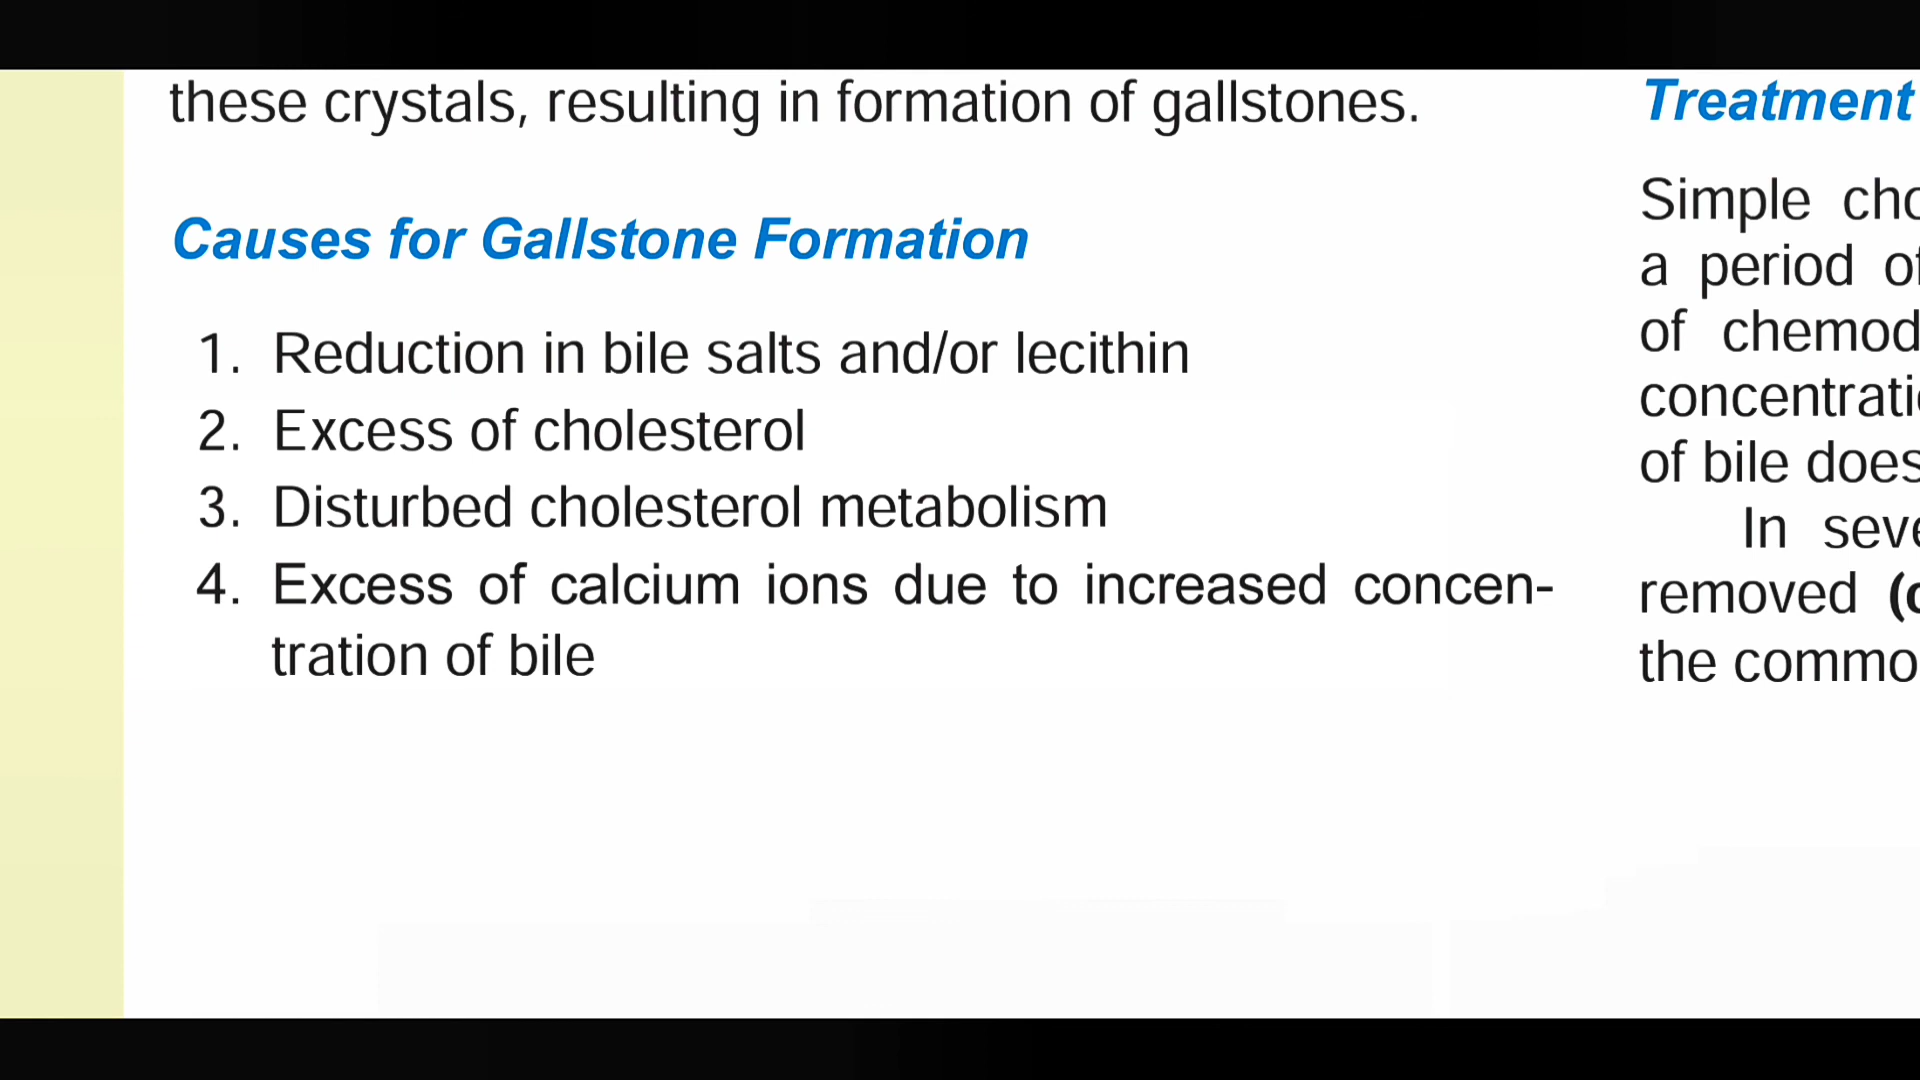 these crystals, resulting in formation of gallstones.
Causes for Gallstone Formation
1. Reduction in bile salts and/or lecithin
2. Excess of cholesterol
3. Disturbed cholesterol metabolism
4. Excess of calcium ions due to increased concen-
tration of bile
Treatment
Simple
a period
of
of bile does
In
removed
the